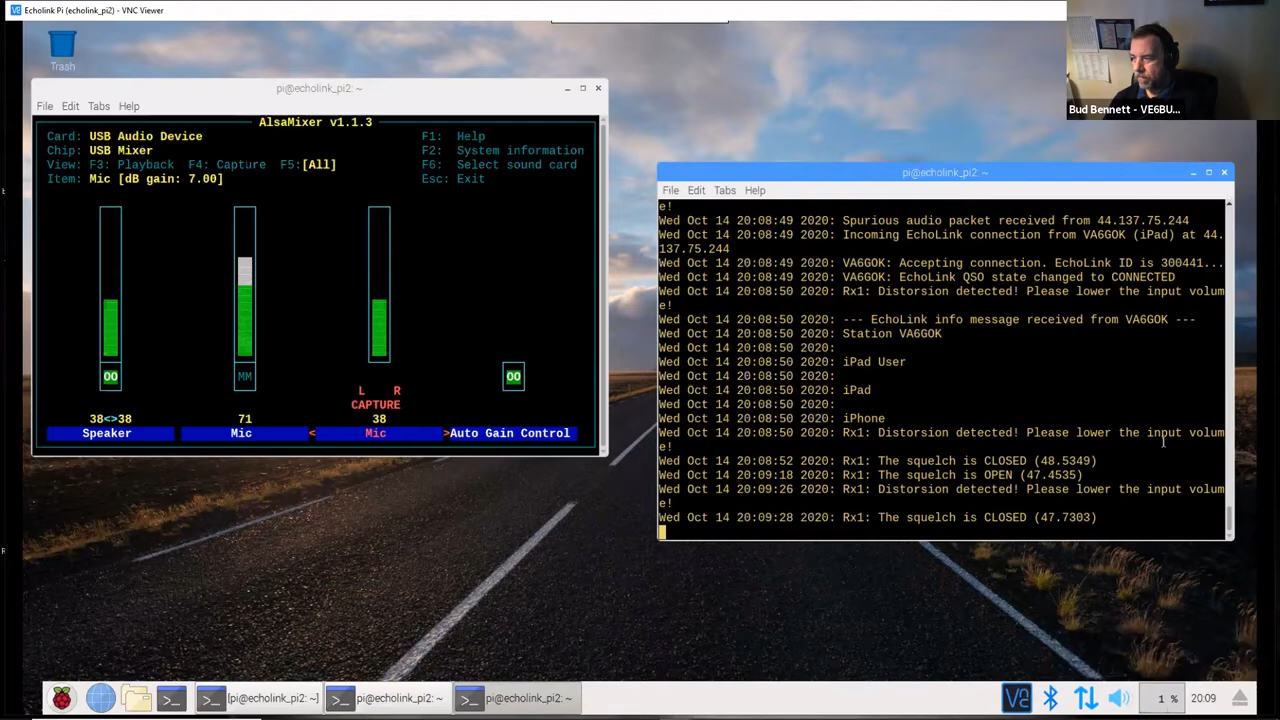 Echolink Pi (echolink_pi2) - VNC Viewer
Trash
Bud Bennett - VE6BU...
pi@echolink_pi2: ~
File Edit Tabs Help
AlsaMixer v1.1.3
Card: USB Audio Device F1: Help
Chip: USB Mixer F2: System information
View: F3: Playback F4: Capture F5:[All] F6: Select sound card
Item: Mic [dB gain: 7.00] Esc: Exit
OO MM OO
L R
CAPTURE
38<>38 71 38
Speaker Mic < Mic >Auto Gain Control
pi@echolink_pi2: ~
File Edit Tabs Help
e!
Wed Oct 14 20:08:49 2020: Spurious audio packet received from 44.137.75.244
Wed Oct 14 20:08:49 2020: Incoming EchoLink connection from VA6GOK (iPad) at 44.
137.75.244
Wed Oct 14 20:08:49 2020: VA6GOK: Accepting connection. EchoLink ID is 300441...
Wed Oct 14 20:08:49 2020: VA6GOK: EchoLink QSO state changed to CONNECTED
Wed Oct 14 20:08:50 2020: Rx1: Distorsion detected! Please lower the input volum
e!
Wed Oct 14 20:08:50 2020: --- EchoLink info message received from VA6GOK ---
Wed Oct 14 20:08:50 2020: Station VA6GOK
Wed Oct 14 20:08:50 2020:
Wed Oct 14 20:08:50 2020: iPad User
Wed Oct 14 20:08:50 2020:
Wed Oct 14 20:08:50 2020: iPad
Wed Oct 14 20:08:50 2020:
Wed Oct 14 20:08:50 2020: iPhone
Wed Oct 14 20:08:50 2020: Rx1: Distorsion detected! Please lower the input volum
e!
Wed Oct 14 20:08:52 2020: Rx1: The squelch is CLOSED (48.5349)
Wed Oct 14 20:09:18 2020: Rx1: The squelch is OPEN (47.4535)
Wed Oct 14 20:09:26 2020: Rx1: Distorsion detected! Please lower the input volum
e!
Wed Oct 14 20:09:28 2020: Rx1: The squelch is CLOSED (47.7303)
[pi@echolink_pi2: ~] pi@echolink_pi2: ~ pi@echolink_pi2: ~ 1 % 20:09